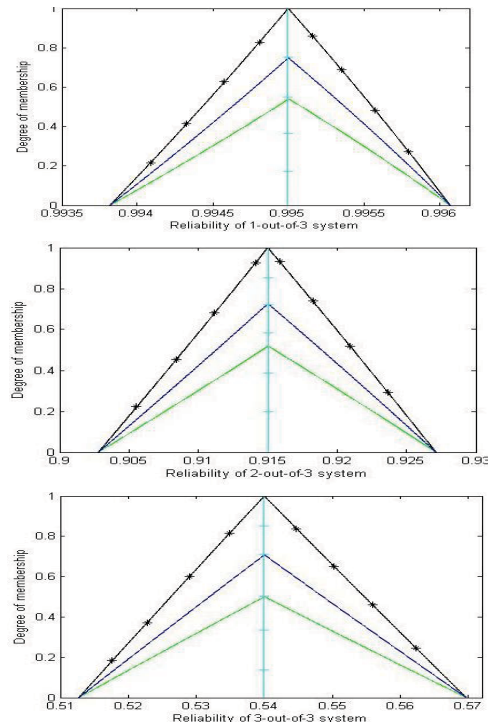 1
0.8
0.6
0.4
0.2
0
Degree of membership
0.9935 0.994 0.9945 0.995 0.9955 0.996
Reliability of 1-out-of-3 system
1
0.8
0.6
0.4
0.2
0
Degree of membership
0.9 0.905 0.91 0.915 0.92 0.925 0.93
Reliability of 2-out-of-3 system
1
0.8
0.6
0.4
0.2
0
Degree of membership
0.51 0.52 0.53 0.54 0.55 0.56 0.57
Reliability of 3-out-of-3 system